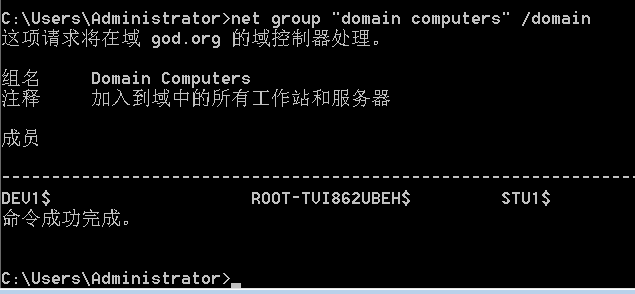 C:\Users\Administrator>net group "domain computers" /domain
这项请求将在域 god.org 的域控制器处理。
组名 Domain Computers
注释 加入到域中的所有工作站和服务器
成员
-------------------------------------------------------------------------------
DEV1$ ROOT-TVI862UBEH$ STU1$
命令成功完成。
C:\Users\Administrator>